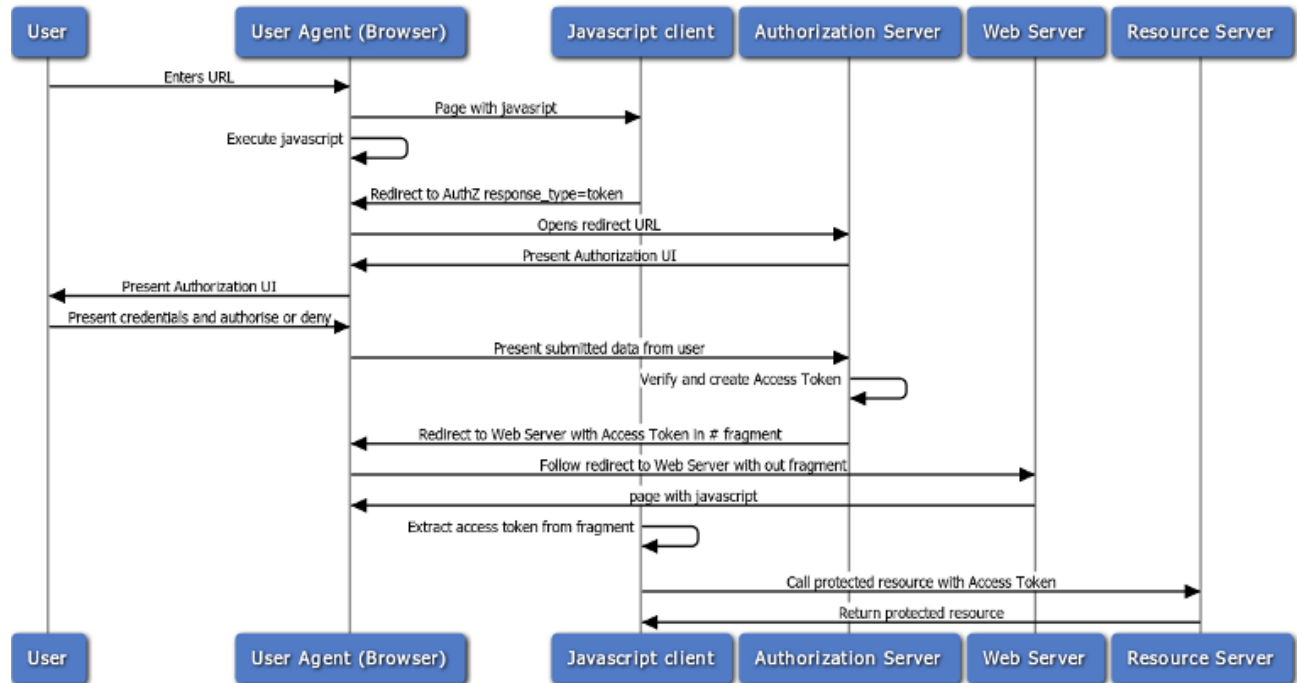 User
User Agent (Browser)
Javascript client
Authorization Server
Web Server
Resource Server
Enters URL
Page with javasript
Execute javascript
Redirect to AuthZ response_type=token
Opens redirect URL
Present Authorization UI
Present Authorization UI
Present credentials and authorise or deny
Present submitted data from user
Verify and create Access Token
Redirect to Web Server with Access Token in # fragment
Follow redirect to Web Server with out fragment
page with javascript
Extract access token from fragment
Call protected resource with Access Token
Return protected resource
User
User Agent (Browser)
Javascript client
Authorization Server
Web Server
Resource Server